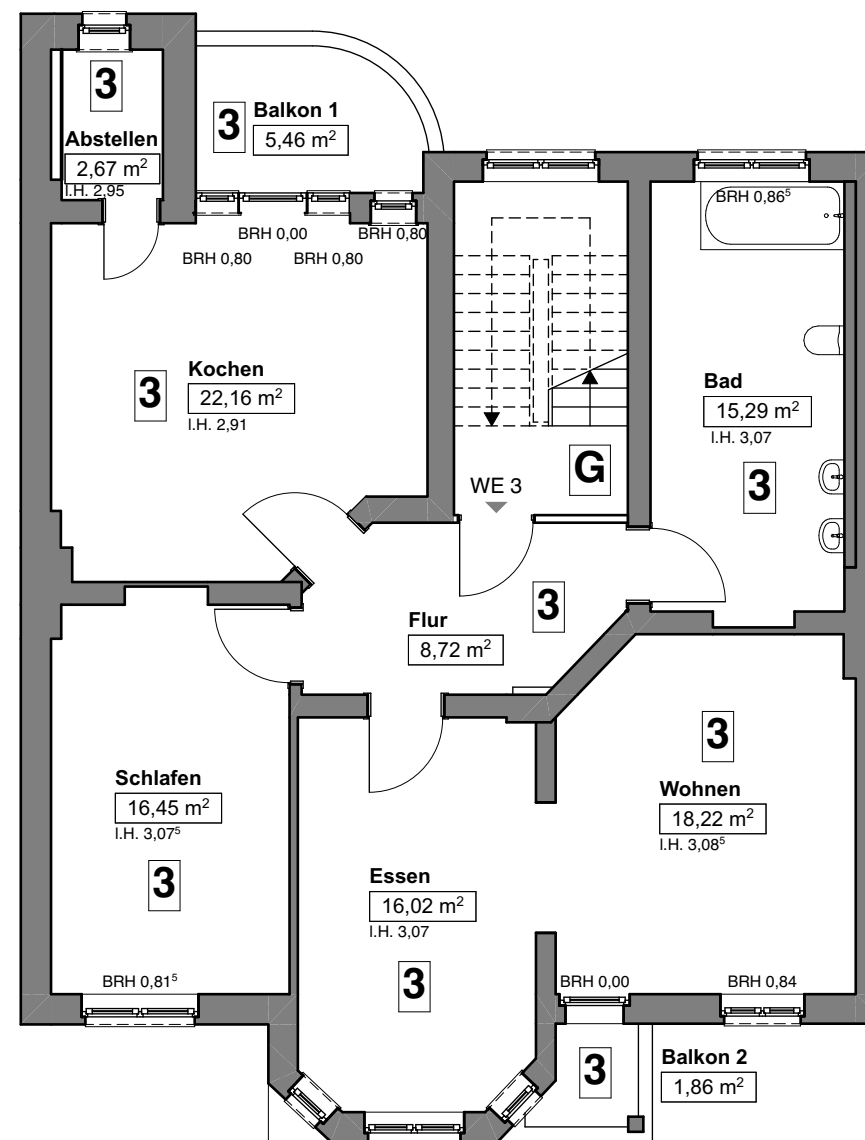 3
Abstellen
2,67 m²
l.H. 2,95
3
Balkon 1
5,46 m²
BRH 0,00
BRH 0,80
BRH 0,80
BRH 0,80
BRH 0,86⁵
3
Kochen
22,16 m²
l.H. 2,91
Bad
15,29 m²
l.H. 3,07
3
G
WE 3
3
Flur
8,72 m²
Schlafen
16,45 m²
l.H. 3,07⁵
3
BRH 0,81⁵
Essen
16,02 m²
l.H. 3,07
3
3
Wohnen
18,22 m²
l.H. 3,08⁵
BRH 0,00
BRH 0,84
3
Balkon 2
1,86 m²